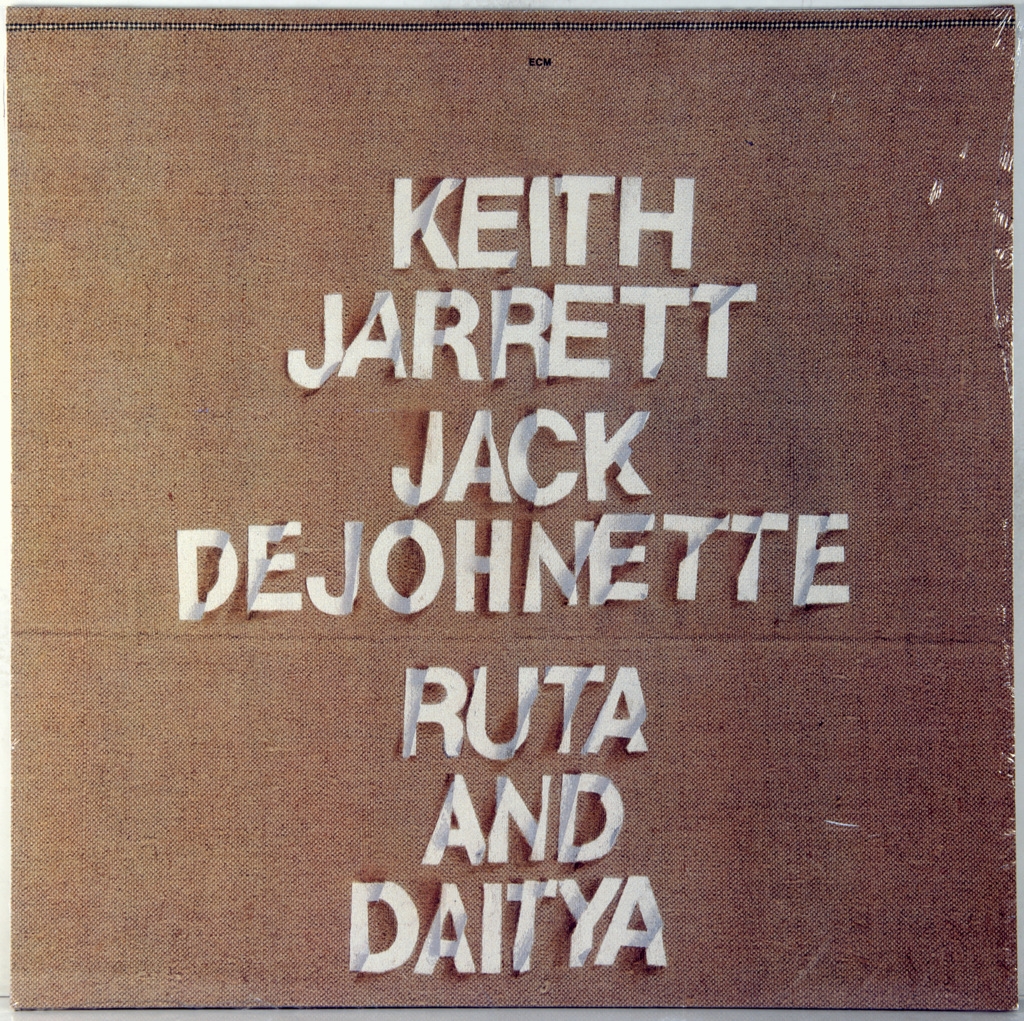 ECM
KEITH
JARRETT
JACK
DEJOHNETTE
RUTA
AND
DAITYA